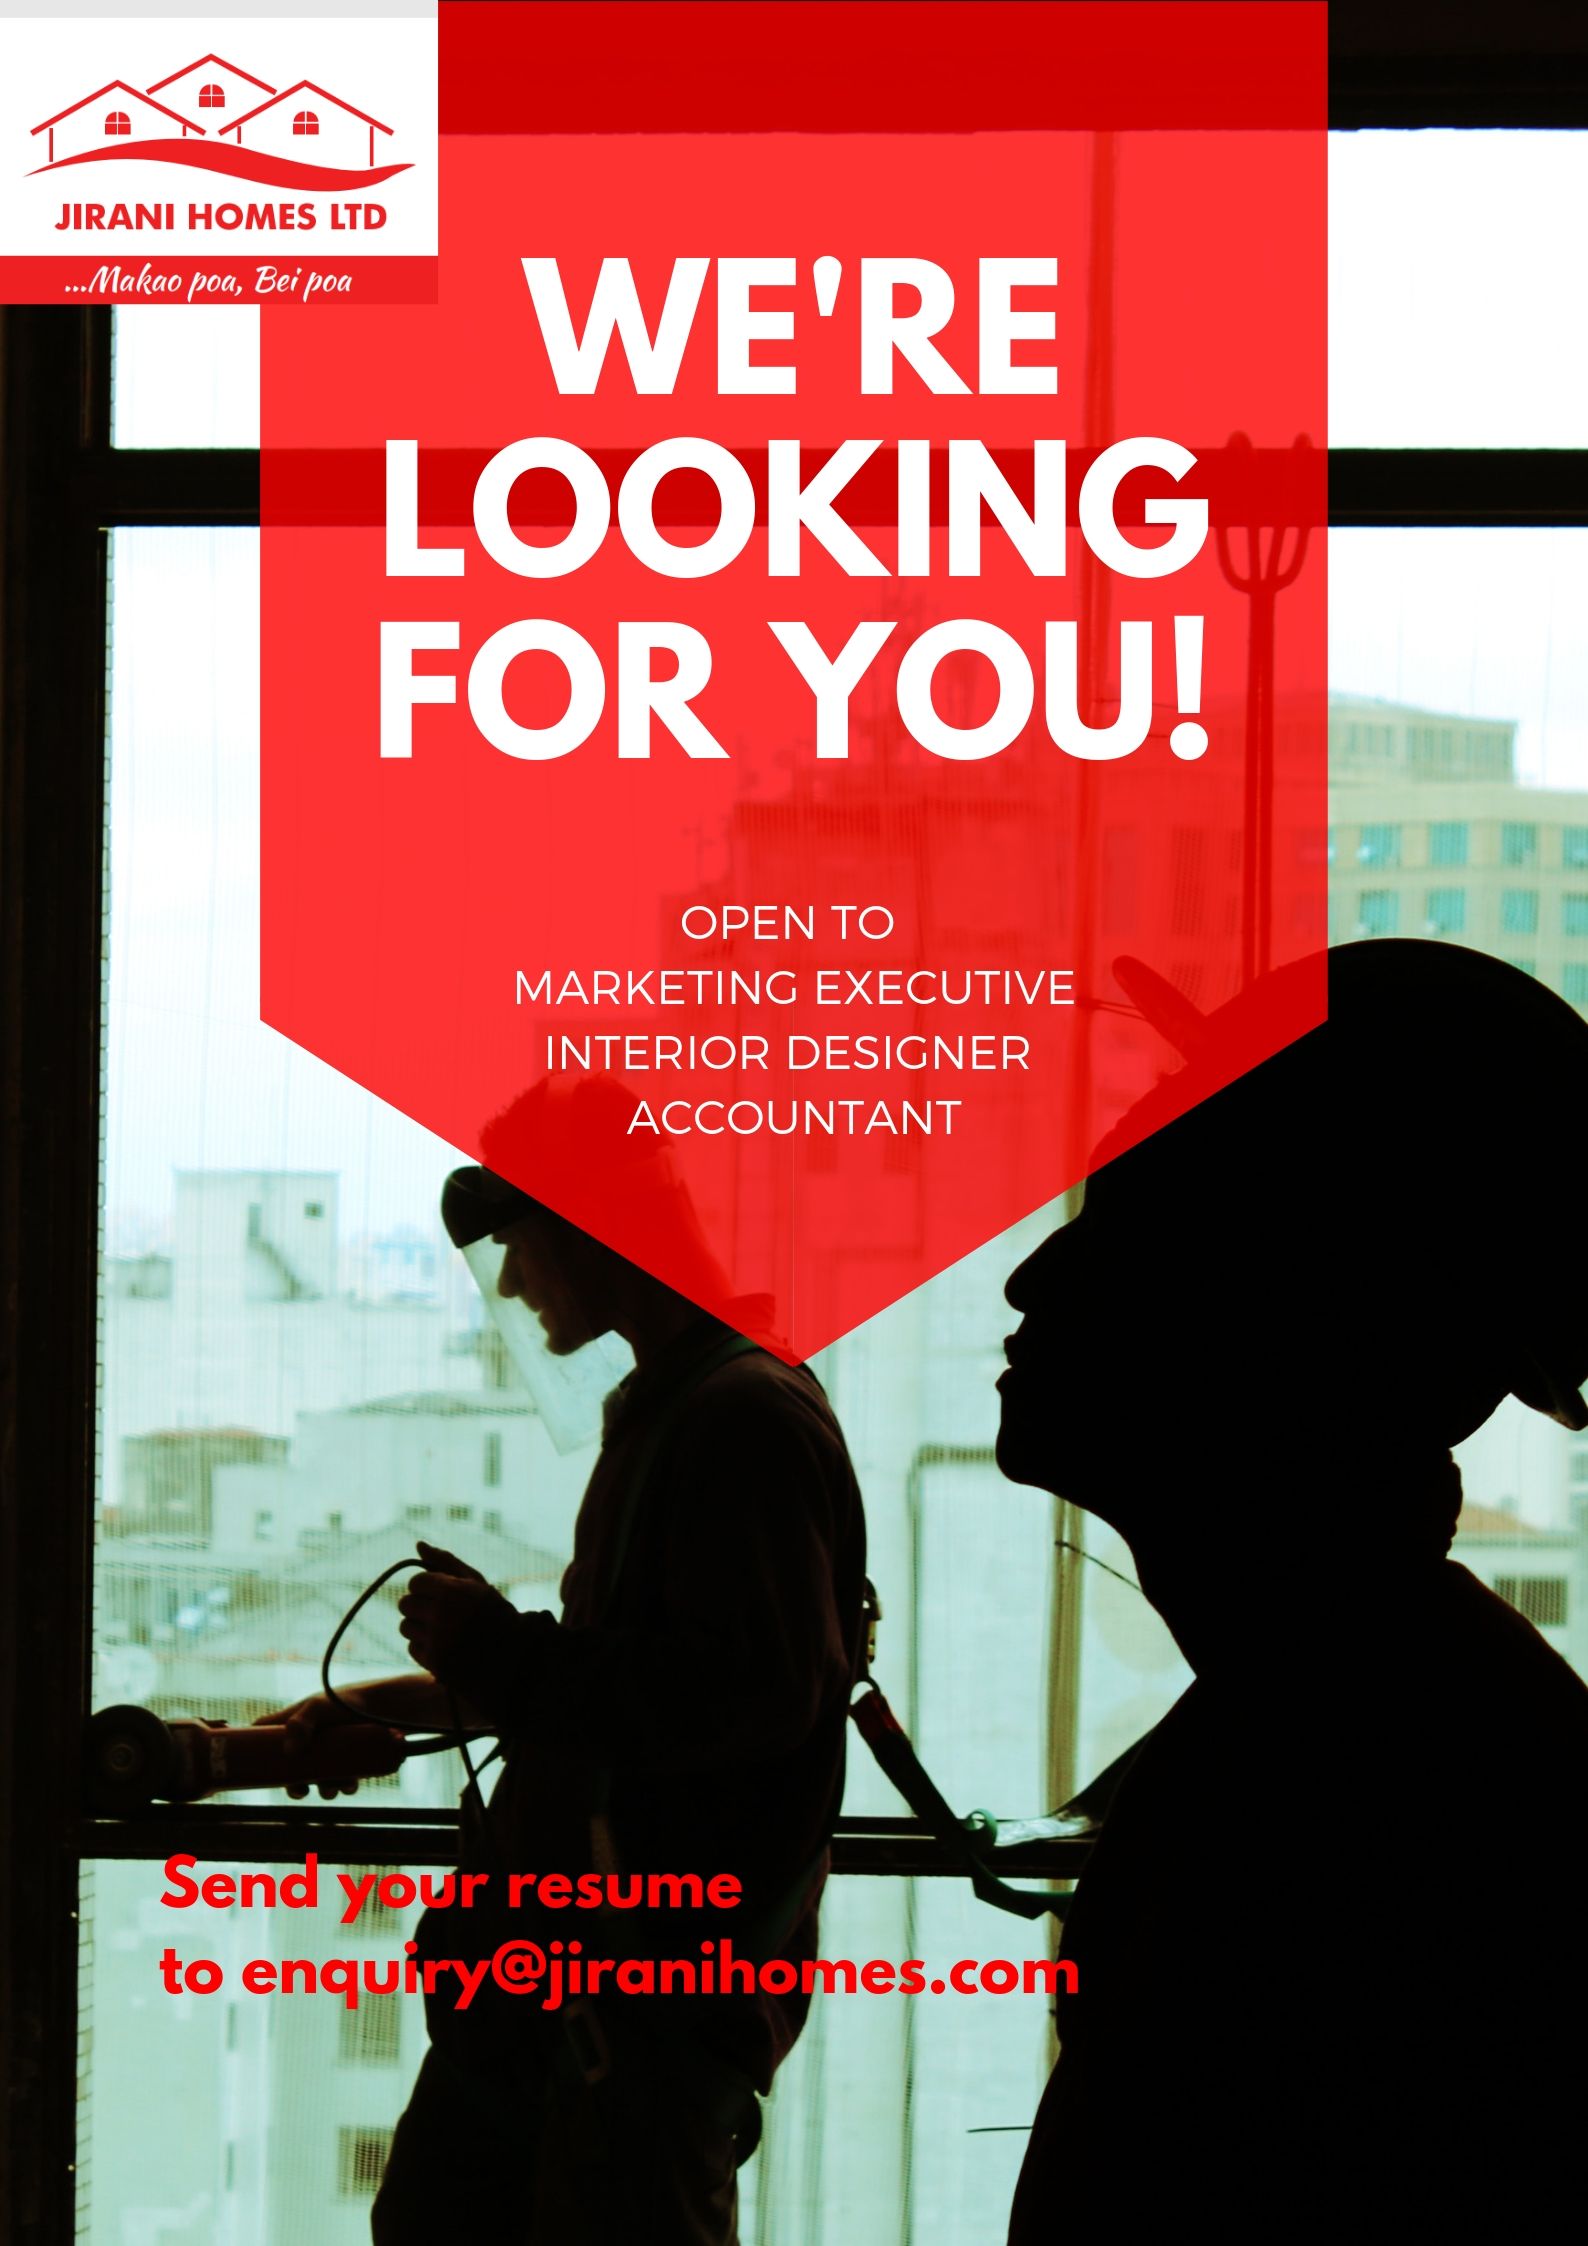 JIRANI HOMES LTD
...Makao poa, Bei poa
WE'RE
LOOKING
FOR YOU!
OPEN TO
MARKETING EXECUTIVE
INTERIOR DESIGNER
ACCOUNTANT
Send your resume
to enquiry@jiranihomes.com